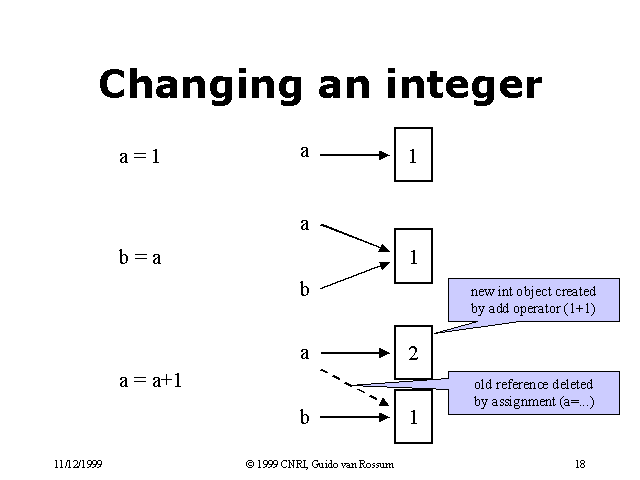 Changing an integer
a = 1
a
1
a
b = a
1
b
new int object created
by add operator (1+1)
a
2
a = a+1
old reference deleted
by assignment (a=...)
b
1
11/12/1999
© 1999 CNRI, Guido van Rossum
18